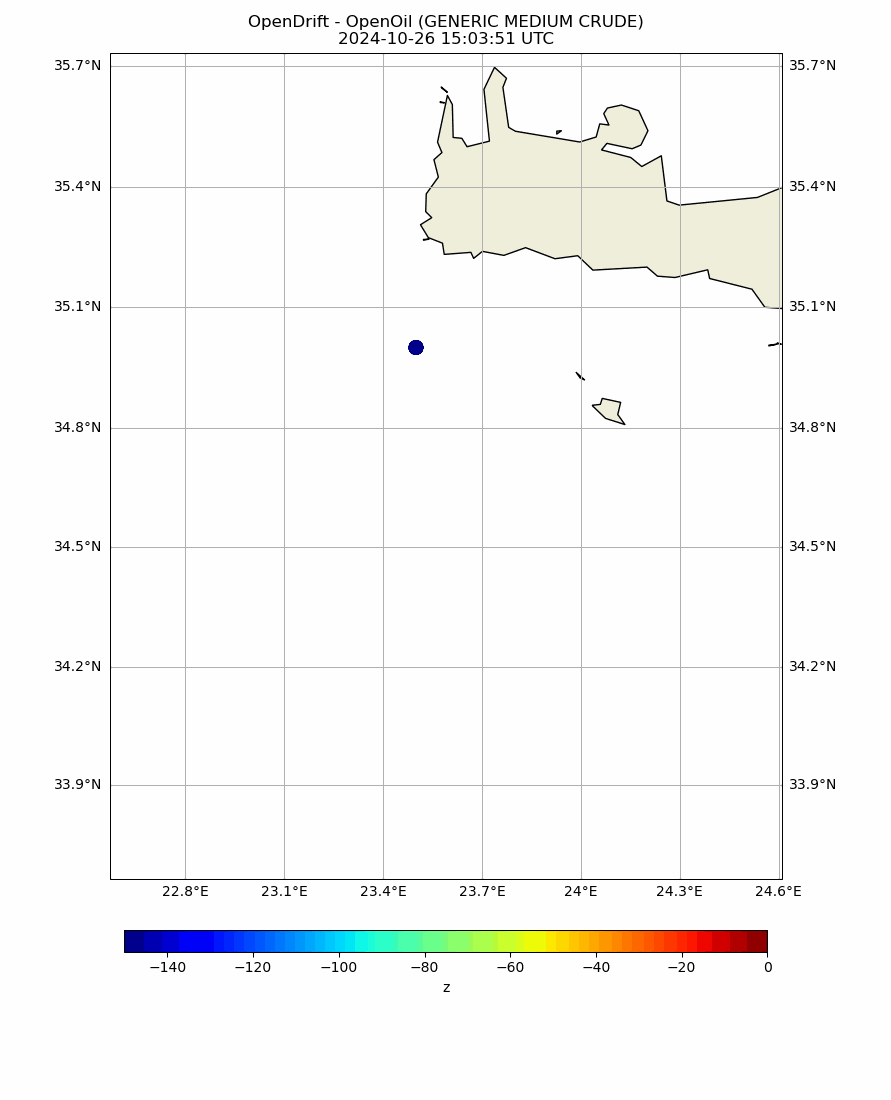 OpenDrift - OpenOil (GENERIC MEDIUM CRUDE)
2024-10-26 15:03:51 UTC
35.7°N 35.7°N
35.4°N 35.4°N
35.1°N 35.1°N
34.8°N 34.8°N
34.5°N 34.5°N
34.2°N 34.2°N
33.9°N 33.9°N
22.8°E 23.1°E 23.4°E 23.7°E 24°E 24.3°E 24.6°E
−140 −120 −100 −80 −60 −40 −20 0
z